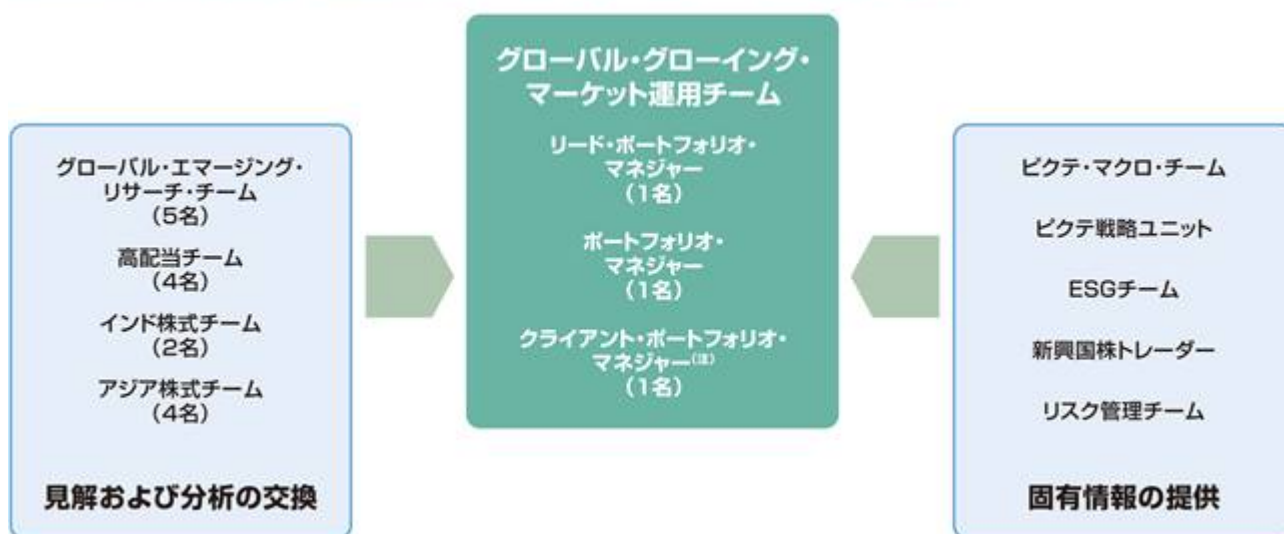 グローバル・エマージング・
リサーチ・チーム
(5名)
高配当チーム
(4名)
インド株式チーム
(2名)
アジア株式チーム
(4名)
見解および分析の交換
グローバル・グローイング・
マーケット運用チーム
リード・ポートフォリオ・
マネジャー
(1名)
ポートフォリオ・
マネジャー
(1名)
クライアント・ポートフォリオ・
マネジャー(注)
(1名)
ピクテ・マクロ・チーム
ピクテ戦略ユニット
ESGチーム
新興国株トレーダー
リスク管理チーム
固有情報の提供